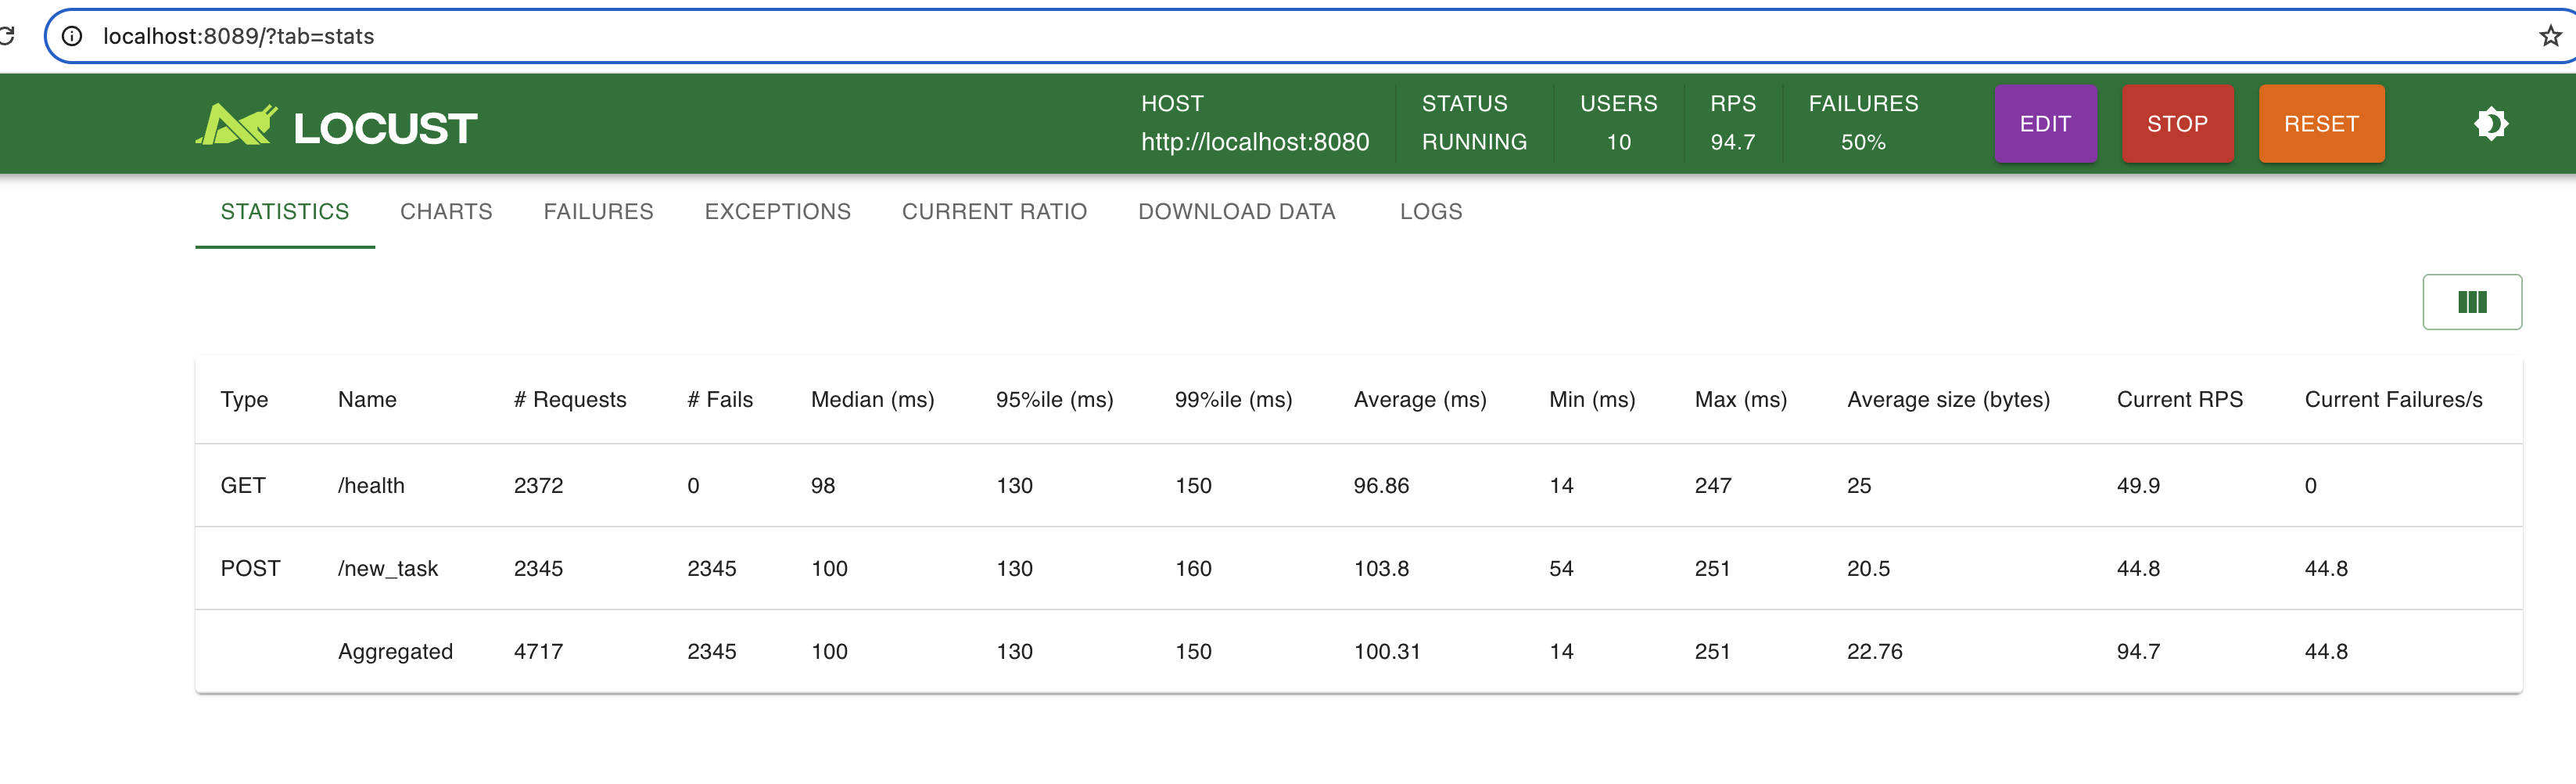 localhost:8089/?tab=stats
LOCUST
HOST STATUS USERS RPS FAILURES
http://localhost:8080 RUNNING 10 94.7 50%
EDIT STOP RESET
STATISTICS CHARTS FAILURES EXCEPTIONS CURRENT RATIO DOWNLOAD DATA LOGS
Type Name # Requests # Fails Median (ms) 95%ile (ms) 99%ile (ms) Average (ms) Min (ms) Max (ms) Average size (bytes) Current RPS Current Failures/s
GET /health 2372 0 98 130 150 96.86 14 247 25 49.9 0
POST /new_task 2345 2345 100 130 160 103.8 54 251 20.5 44.8 44.8
Aggregated 4717 2345 100 130 150 100.31 14 251 22.76 94.7 44.8